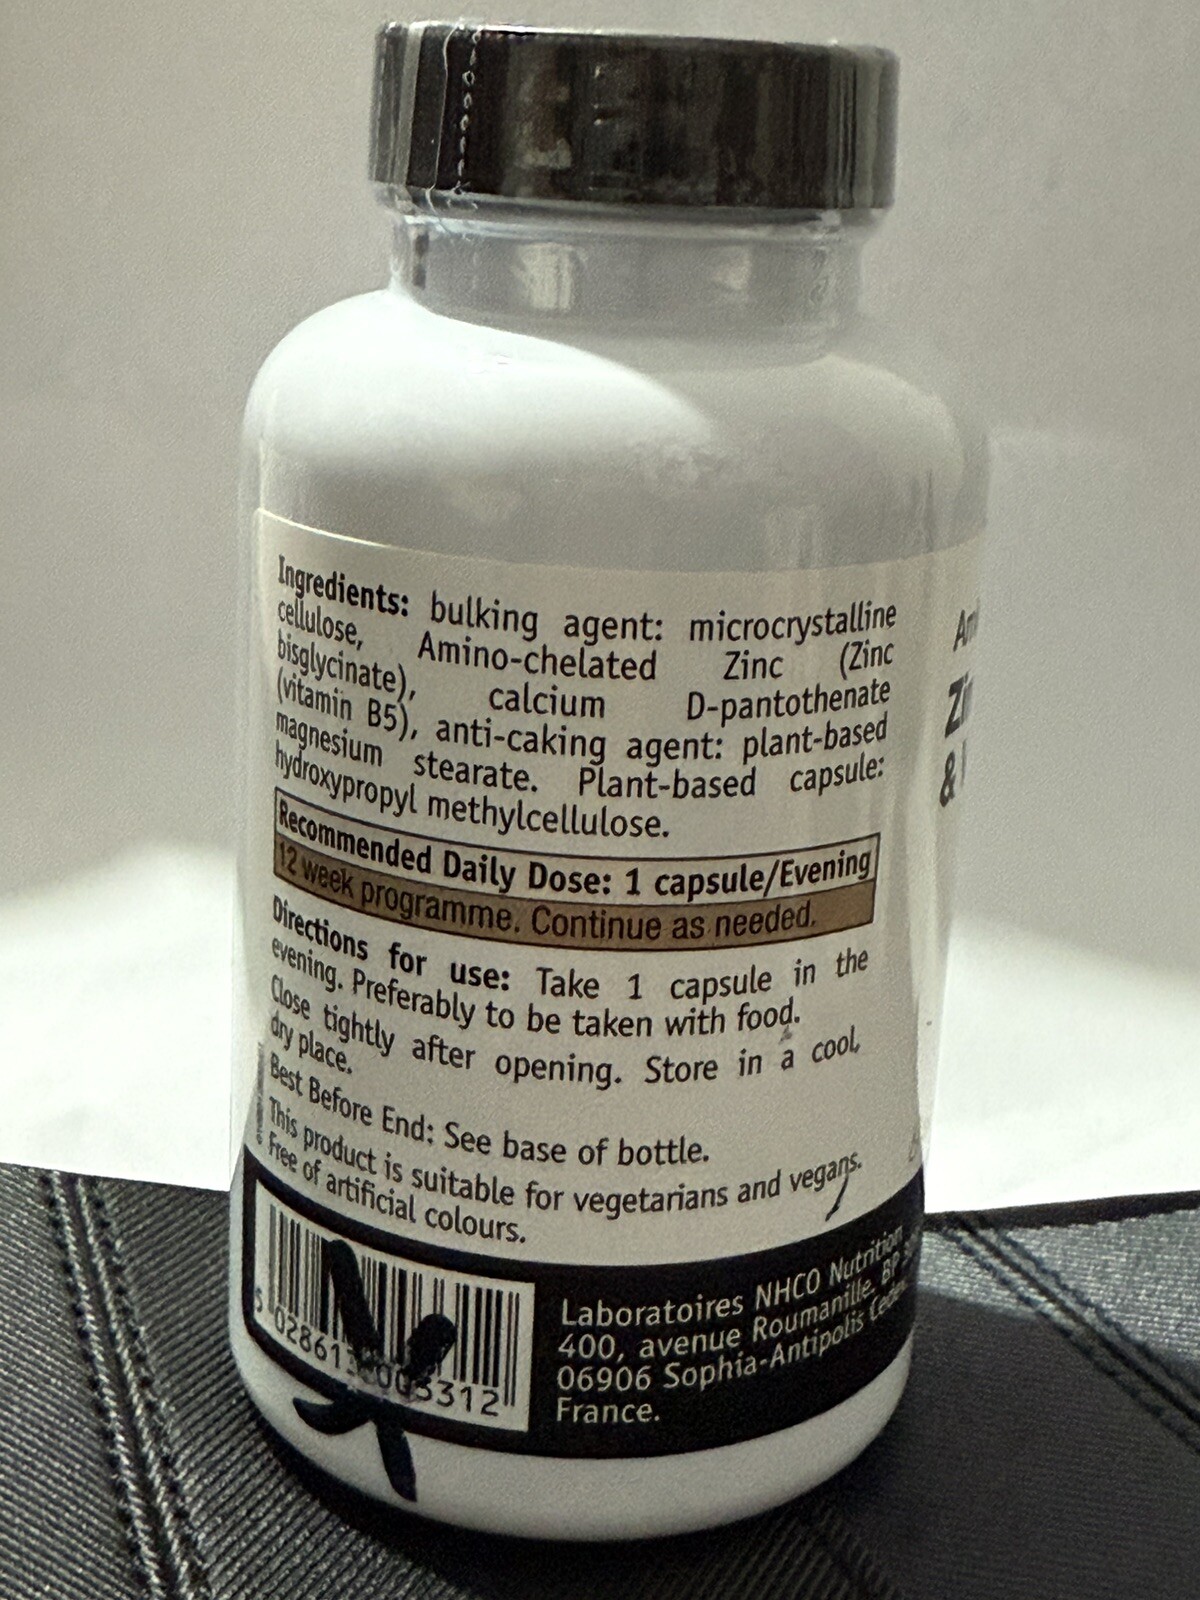 Ingredients: bulking agent: microcrystalline
cellulose, Amino-chelated Zinc (Zinc
bisglycinate), calcium D-pantothenate
(vitamin B5), anti-caking agent: plant-based
magnesium stearate. Plant-based capsule:
hydroxypropyl methylcellulose.
Recommended Daily Dose: 1 capsule/Evening
12 week programme. Continue as needed.
Directions for use: Take 1 capsule in the
evening. Preferably to be taken with food.
Close tightly after opening. Store in a cool,
dry place.
Best Before End: See base of bottle.
This product is suitable for vegetarians and vegans.
Free of artificial colours.
Laboratoires NHCO Nutrition
400, avenue Roumanille, BP
06906 Sophia-Antipolis Cedex
France.
&